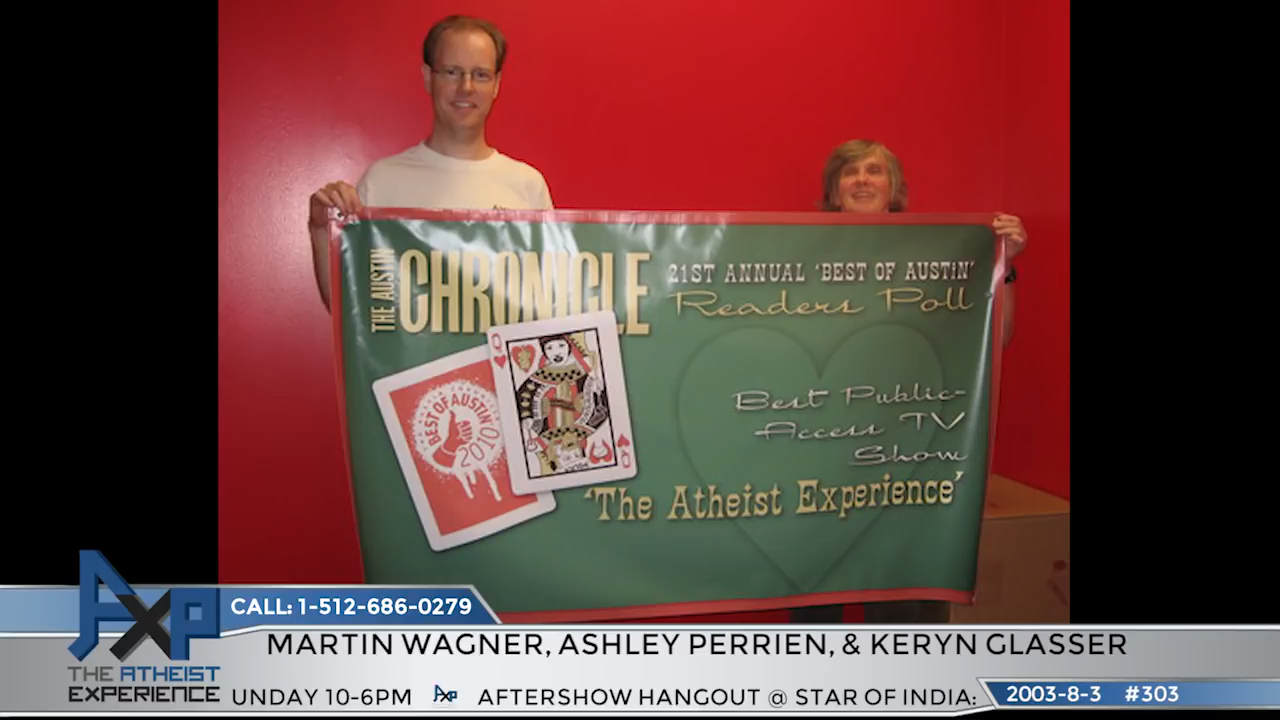 THE AUSTIN
CHRONICLE
21ST ANNUAL 'BEST OF AUSTIN'
Readers Poll
Q
BEST OF AUSTIN
2010
Best Public-
Access TV
Show
'The Atheist Experience'
CALL: 1-512-686-0279
MARTIN WAGNER, ASHLEY PERRIEN, & KERYN GLASSER
AXP
THE ATHEIST
EXPERIENCE
UNDAY 10-6PM AXP AFTERSHOW HANGOUT @ STAR OF INDIA:
2003-8-3 #303